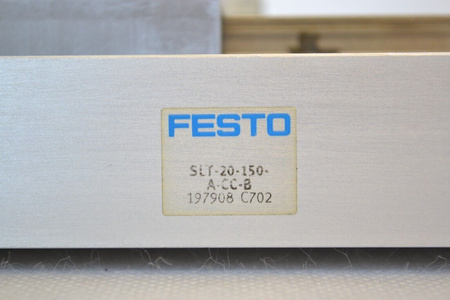 FESTO
SLT-20-150-
A-CC-B
197908 C702